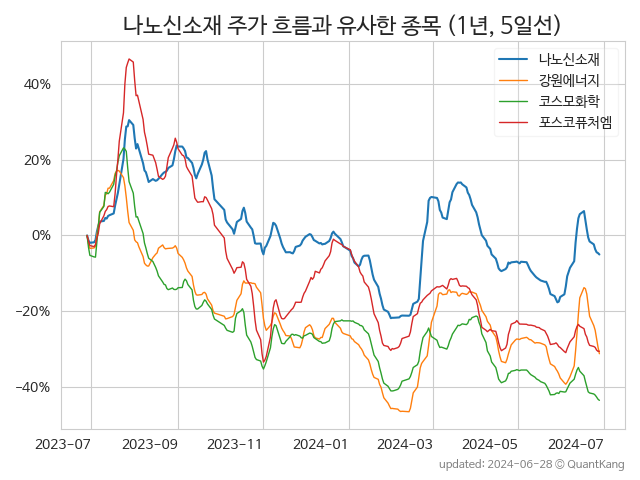 나노신소재 주가 흐름과 유사한 종목 (1년, 5일선)
나노신소재
강원에너지
코스모화학
포스코퓨처엠
40%
20%
0%
−20%
−40%
2023-07 2023-09 2023-11 2024-01 2024-03 2024-05 2024-07
updated: 2024-06-28 ⓒ QuantKang